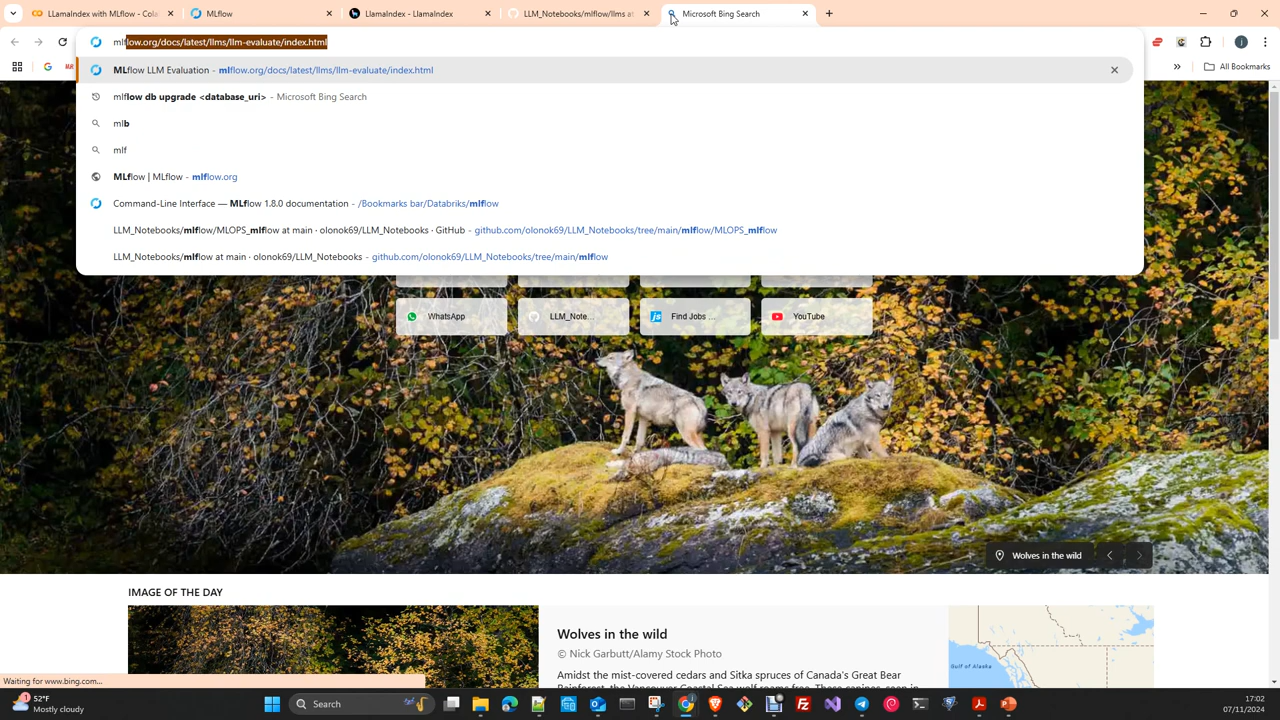 LLamaIndex with MLflow - Cola
MLflow
LlamaIndex - LlamaIndex
LLM_Notebooks/mlflow/llms at
Microsoft Bing Search
mlflow.org/docs/latest/llms/llm-evaluate/index.html
All Bookmarks
MLflow LLM Evaluation - mlflow.org/docs/latest/llms/llm-evaluate/index.html
mlflow db upgrade <database_uri> - Microsoft Bing Search
mlb
mlf
MLflow | MLflow - mlflow.org
Command-Line Interface — MLflow 1.8.0 documentation - /Bookmarks bar/Databriks/mlflow
LLM_Notebooks/mlflow/MLOPS_mlflow at main · olonok69/LLM_Notebooks · GitHub - github.com/olonok69/LLM_Notebooks/tree/main/mlflow/MLOPS_mlflow
LLM_Notebooks/mlflow at main · olonok69/LLM_Notebooks - github.com/olonok69/LLM_Notebooks/tree/main/mlflow
WhatsApp
LLM_Note...
Find Jobs ...
YouTube
Wolves in the wild
IMAGE OF THE DAY
Wolves in the wild
© Nick Garbutt/Alamy Stock Photo
Amidst the mist-covered cedars and Sitka spruces of Canada's Great Bear
Gulf of Alaska
Waiting for www.bing.com...
52°F
Mostly cloudy
Search
17:02
07/11/2024